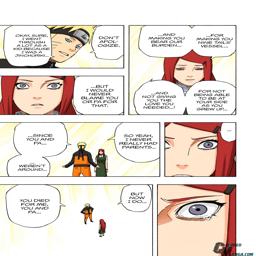 ...FOR MAKING
YOU NINE
TAILS'
VESSEL...
...AND
MAKING YOU
BEAR OUR
BURDEN...
DON'T
APOLO-
GIZE.
OKAY, SURE,
I WENT
THROUGH
A LOT AS A
KID BECAUSE
I WAS A
JINCHURIKI...
...FOR NOT
BEING ABLE
TO BE AT
YOUR SIDE
AS YOU
GREW UP...
...AND
NOT GIVING
YOU THE
LOVE YOU
NEEDED...
BUT I
WOULD
NEVER BLAME
YOU OR PA
FOR THAT.
SO YEAH, I
NEVER
REALLY HAD
PARENTS...
...SINCE
YOU AND
PA...
...WEREN'T
AROUND...
BUT
NOW I
DO...
YOU DIED
FOR ME,
YOU AND
PA...